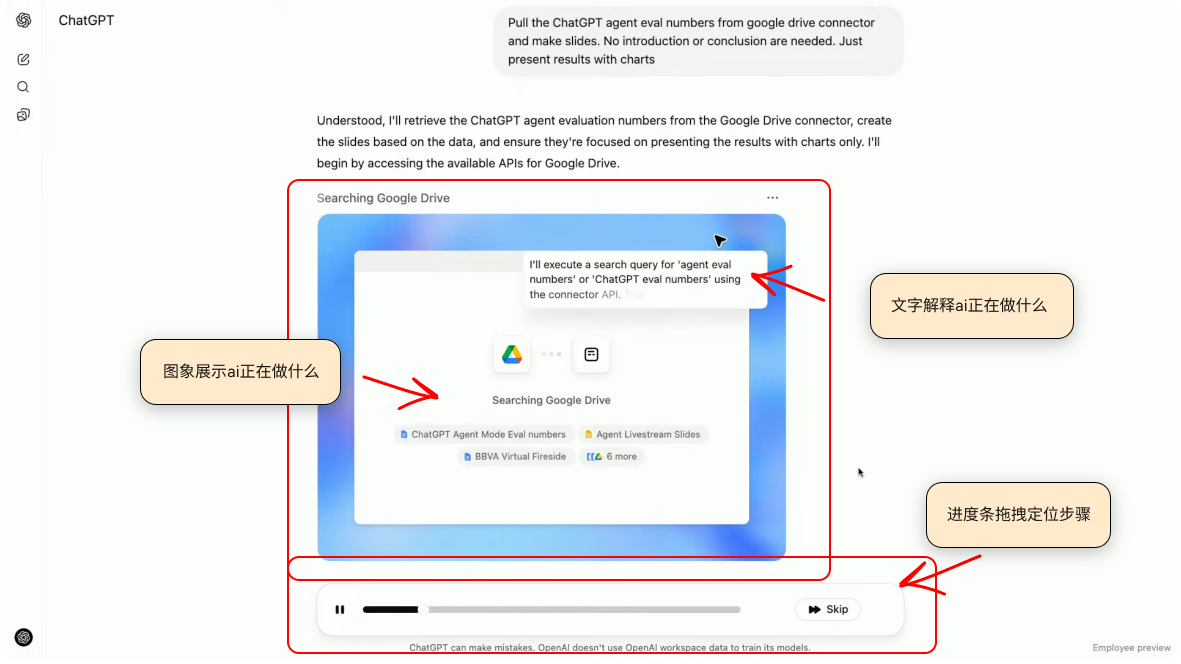 ChatGPT
Pull the ChatGPT agent eval numbers from google drive connector
and make slides. No introduction or conclusion are needed. Just
present results with charts
Understood, I'll retrieve the ChatGPT agent evaluation numbers from the Google Drive connector, create
the slides based on the data, and ensure they're focused on presenting the results with charts only. I'll
begin by accessing the available APIs for Google Drive.
Searching Google Drive
I'll execute a search query for 'agent eval
numbers' or 'ChatGPT eval numbers' using
the connector API.
文字解释ai正在做什么
图象展示ai正在做什么
Searching Google Drive
ChatGPT Agent Mode Eval numbers
Agent Livestream Slides
BBVA Virtual Fireside
6 more
进度条拖拽定位步骤
Skip
ChatGPT can make mistakes. OpenAI doesn't use OpenAI workspace data to train its models.
Employee preview